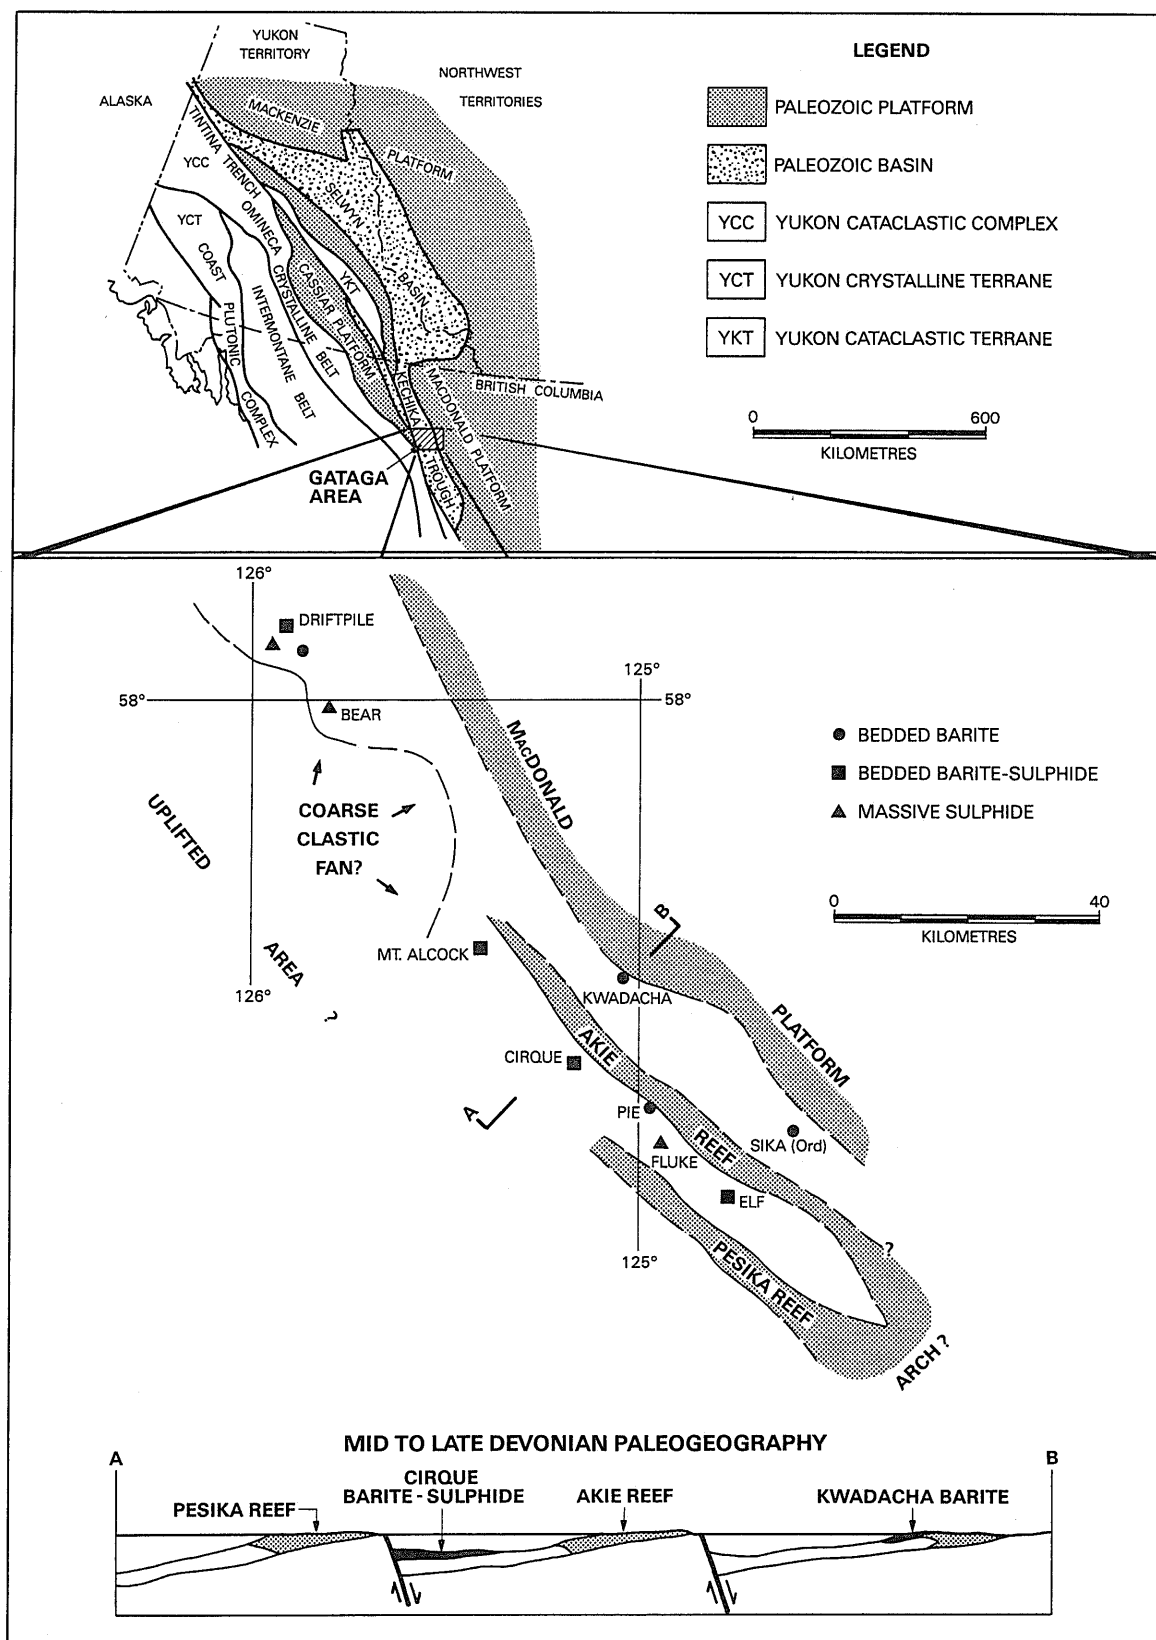 YUKON
TERRITORY
NORTHWEST
TERRITORIES
ALASKA
MACKENZIE
PLATFORM
TINTINA TRENCH
YCC
YCT
SELWYN
BASIN
OMINECA CRYSTALLINE BELT
CASSIAR PLATFORM
YKT
COAST
PLUTONIC
COMPLEX
INTERMONTANE BELT
KECHIKA
TROUGH
MACDONALD PLATFORM
BRITISH COLUMBIA
GATAGA
AREA
LEGEND
PALEOZOIC PLATFORM
PALEOZOIC BASIN
YCC YUKON CATACLASTIC COMPLEX
YCT YUKON CRYSTALLINE TERRANE
YKT YUKON CATACLASTIC TERRANE
0 600
KILOMETRES
126°
DRIFTPILE
125°
58° 58°
BEAR
MACDONALD
PLATFORM
BEDDED BARITE
BEDDED BARITE-SULPHIDE
MASSIVE SULPHIDE
0 40
KILOMETRES
UPLIFTED
AREA
?
COARSE
CLASTIC
FAN?
MT. ALCOCK
126°
B
KWADACHA
AKIE
REEF
CIRQUE
A
PIE
SIKA (Ord)
FLUKE
ELF
125°
?
PESIKA REEF
ARCH ?
MID TO LATE DEVONIAN PALEOGEOGRAPHY
A B
PESIKA REEF
CIRQUE
BARITE - SULPHIDE
AKIE REEF
KWADACHA BARITE